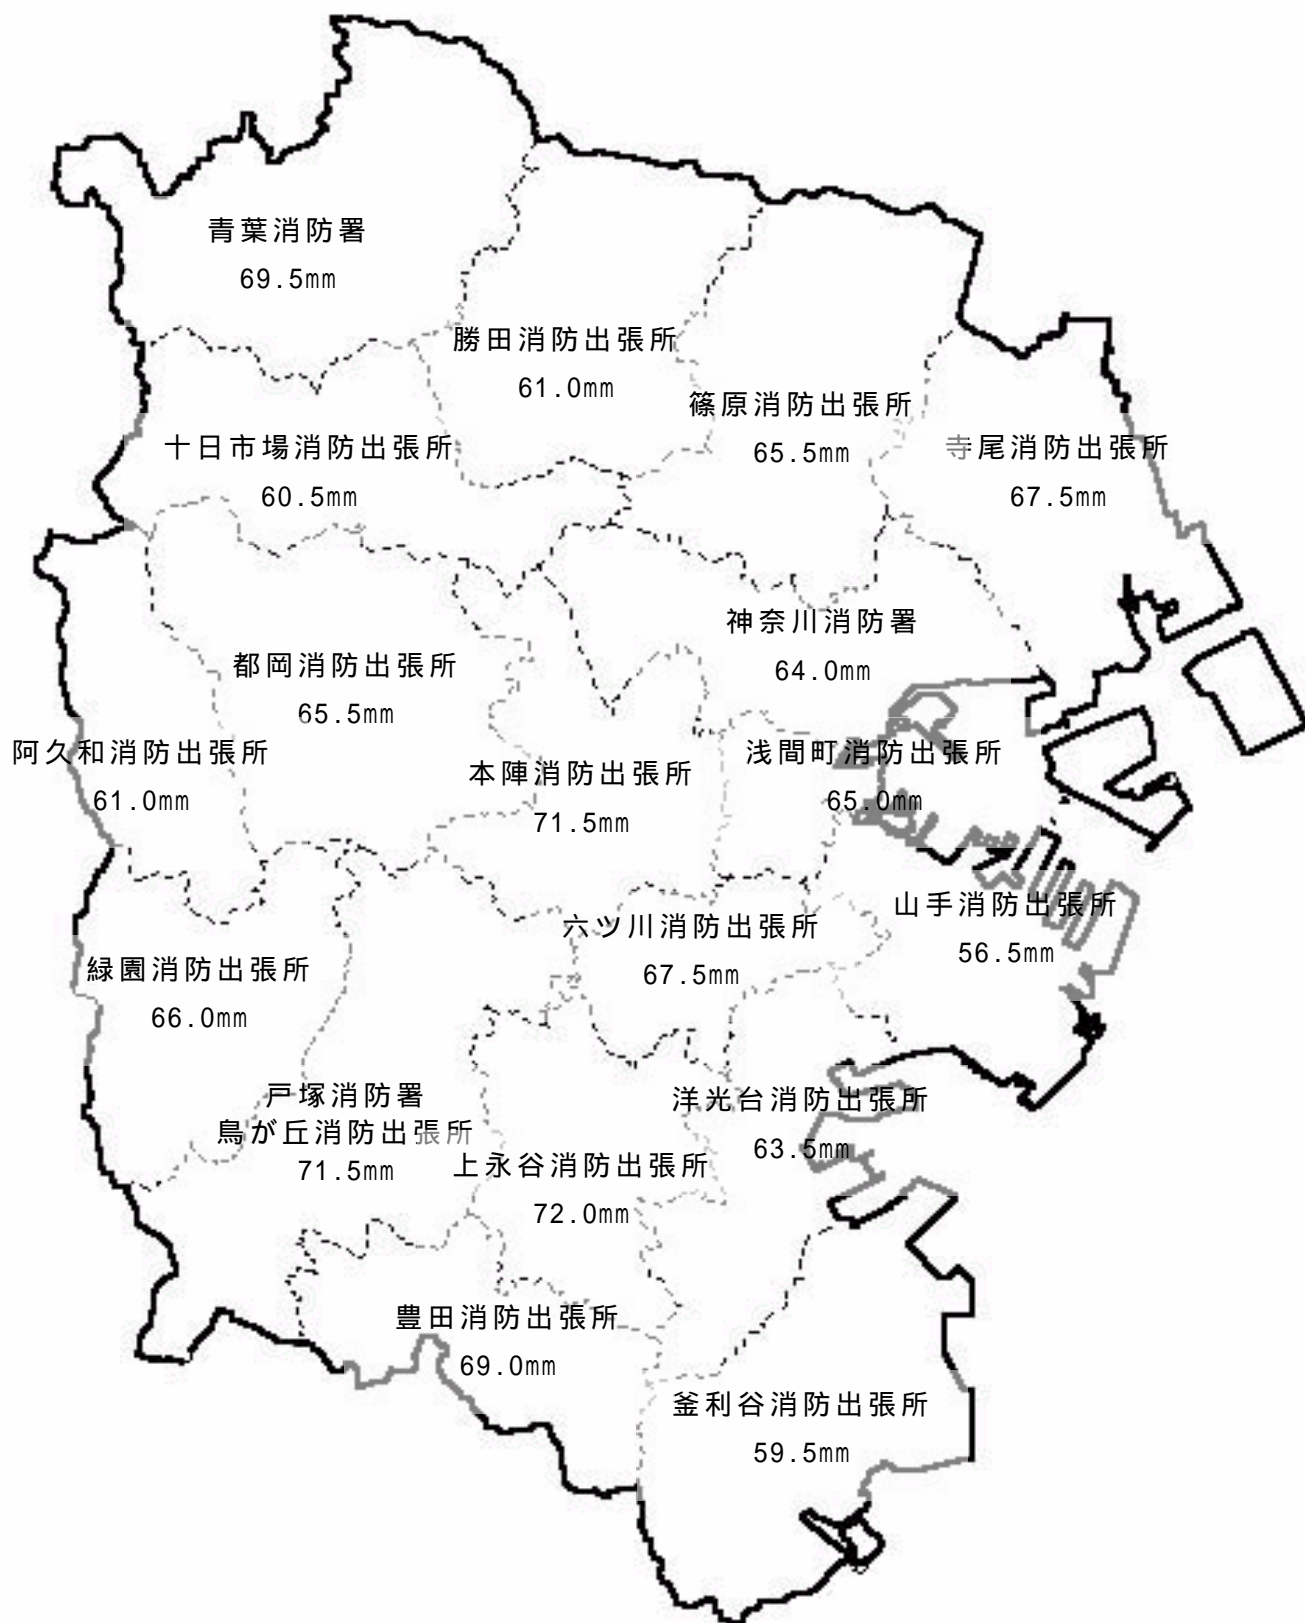 青葉消防署
69.5mm
勝田消防出張所
61.0mm
篠原消防出張所
65.5mm
十日市場消防出張所
60.5mm
寺尾消防出張所
67.5mm
神奈川消防署
64.0mm
都岡消防出張所
65.5mm
阿久和消防出張所
61.0mm
本陣消防出張所
71.5mm
浅間町消防出張所
65.0mm
山手消防出張所
56.5mm
六ツ川消防出張所
67.5mm
緑園消防出張所
66.0mm
戸塚消防署
鳥が丘消防出張所
71.5mm
洋光台消防出張所
63.5mm
上永谷消防出張所
72.0mm
豊田消防出張所
69.0mm
釜利谷消防出張所
59.5mm